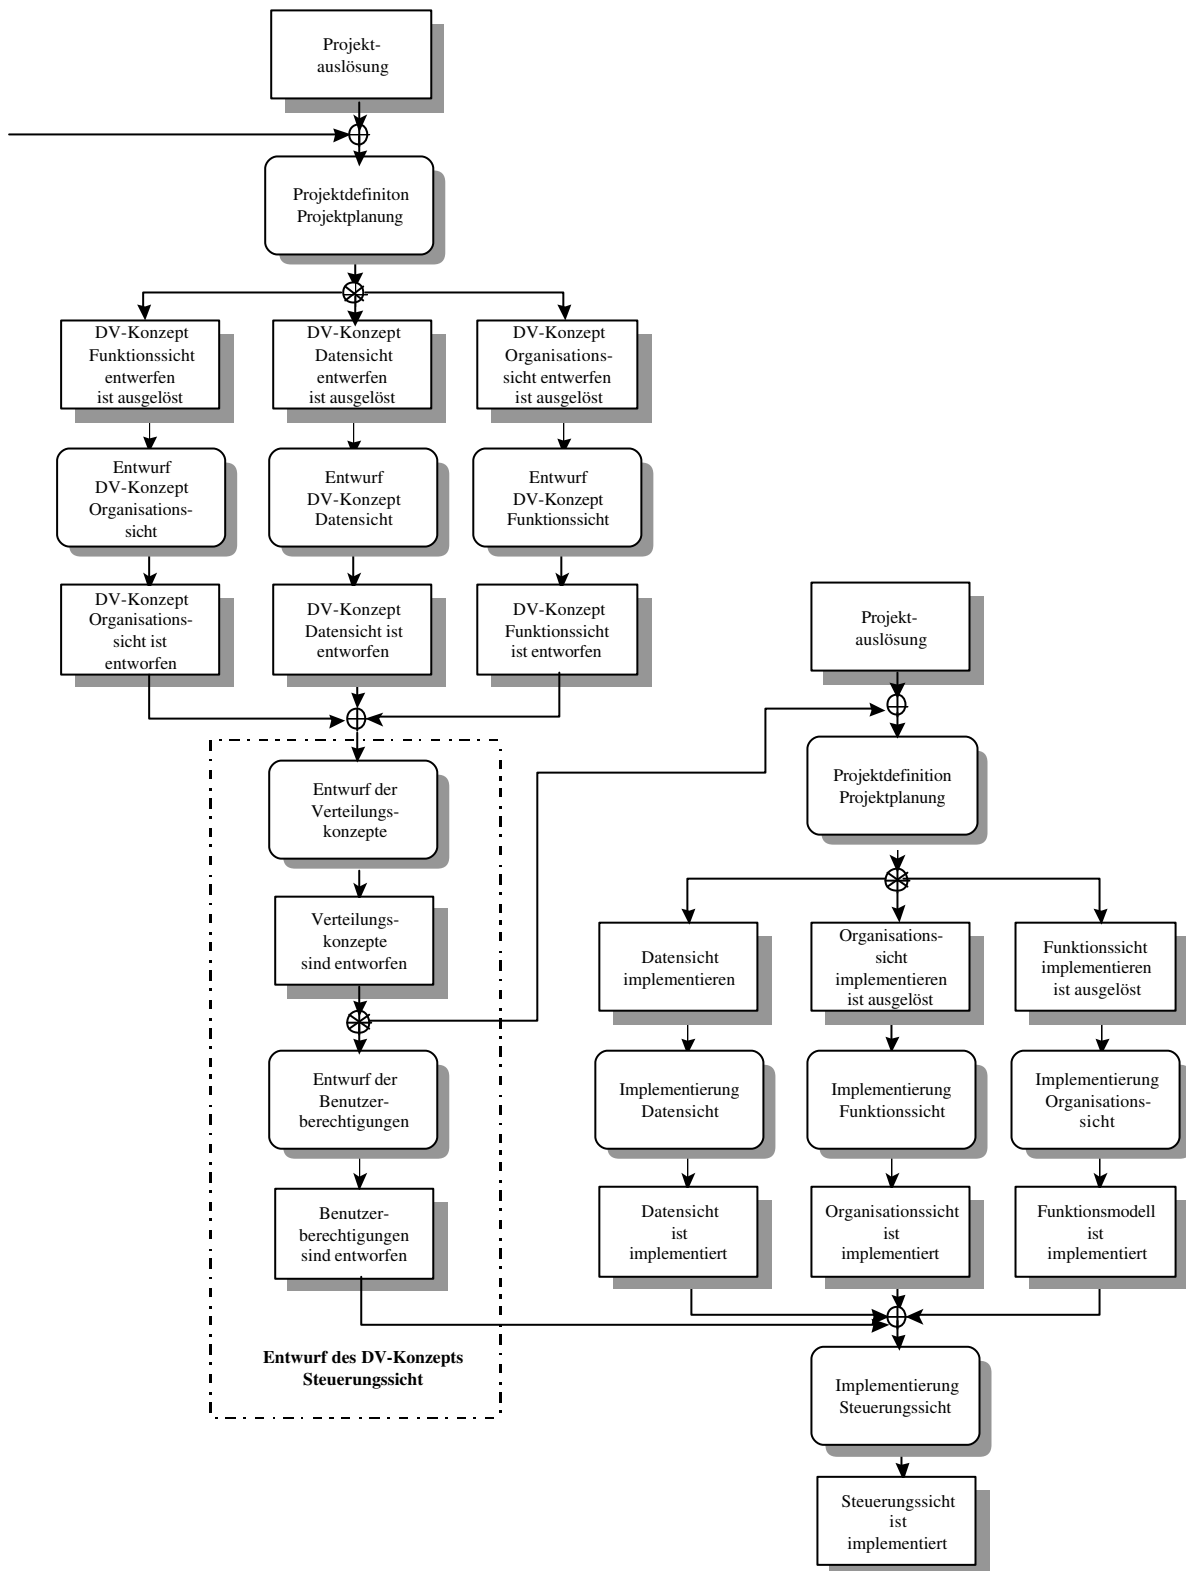 Projekt-
auslösung
Projektdefiniton
Projektplanung
DV-Konzept
Funktionssicht
entwerfen
ist ausgelöst
DV-Konzept
Datensicht
entwerfen
ist ausgelöst
DV-Konzept
Organisations-
sicht entwerfen
ist ausgelöst
Entwurf
DV-Konzept
Organisations-
sicht
Entwurf
DV-Konzept
Datensicht
Entwurf
DV-Konzept
Funktionssicht
DV-Konzept
Organisations-
sicht ist
entworfen
DV-Konzept
Datensicht ist
entworfen
DV-Konzept
Funktionssicht
ist entworfen
Entwurf der
Verteilungs-
konzepte
Verteilungs-
konzepte
sind entworfen
Entwurf der
Benutzer-
berechtigungen
Benutzer-
berechtigungen
sind entworfen
Entwurf des DV-Konzepts
Steuerungssicht
Projekt-
auslösung
Projektdefinition
Projektplanung
Datensicht
implementieren
Organisations-
sicht
implementieren
ist ausgelöst
Funktionssicht
implementieren
ist ausgelöst
Implementierung
Datensicht
Implementierung
Funktionssicht
Implementierung
Organisations-
sicht
Datensicht
ist
implementiert
Organisationssicht
ist
implementiert
Funktionsmodell
ist
implementiert
Implementierung
Steuerungssicht
Steuerungssicht
ist
implementiert